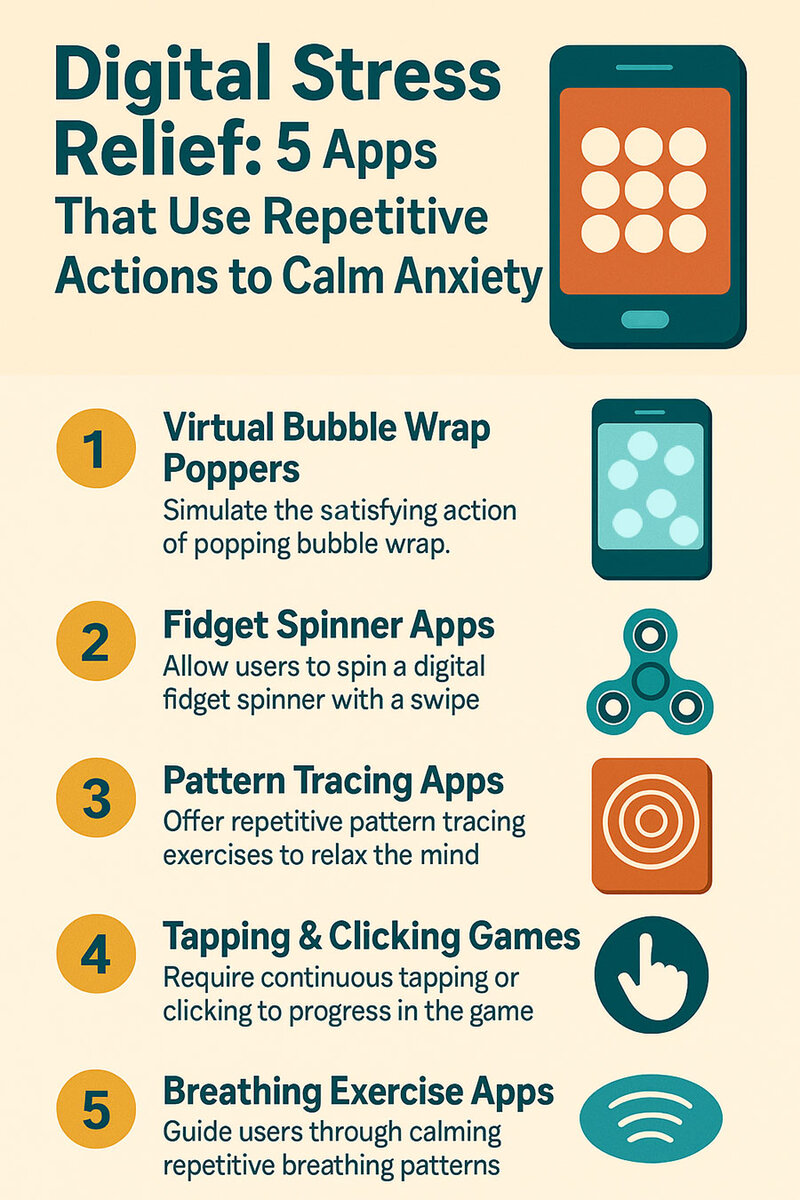 Digital Stress
Relief: 5 Apps
That Use Repetitive
Actions to Calm Anxiety
1
Virtual Bubble Wrap
Poppers
Simulate the satisfying action
of popping bubble wrap.
2
Fidget Spinner Apps
Allow users to spin a digital
fidget spinner with a swipe
3
Pattern Tracing Apps
Offer repetitive pattern tracing
exercises to relax the mind
4
Tapping & Clicking Games
Require continuous tapping or
clicking to progress in the game
5
Breathing Exercise Apps
Guide users through calming
repetitive breathing patterns